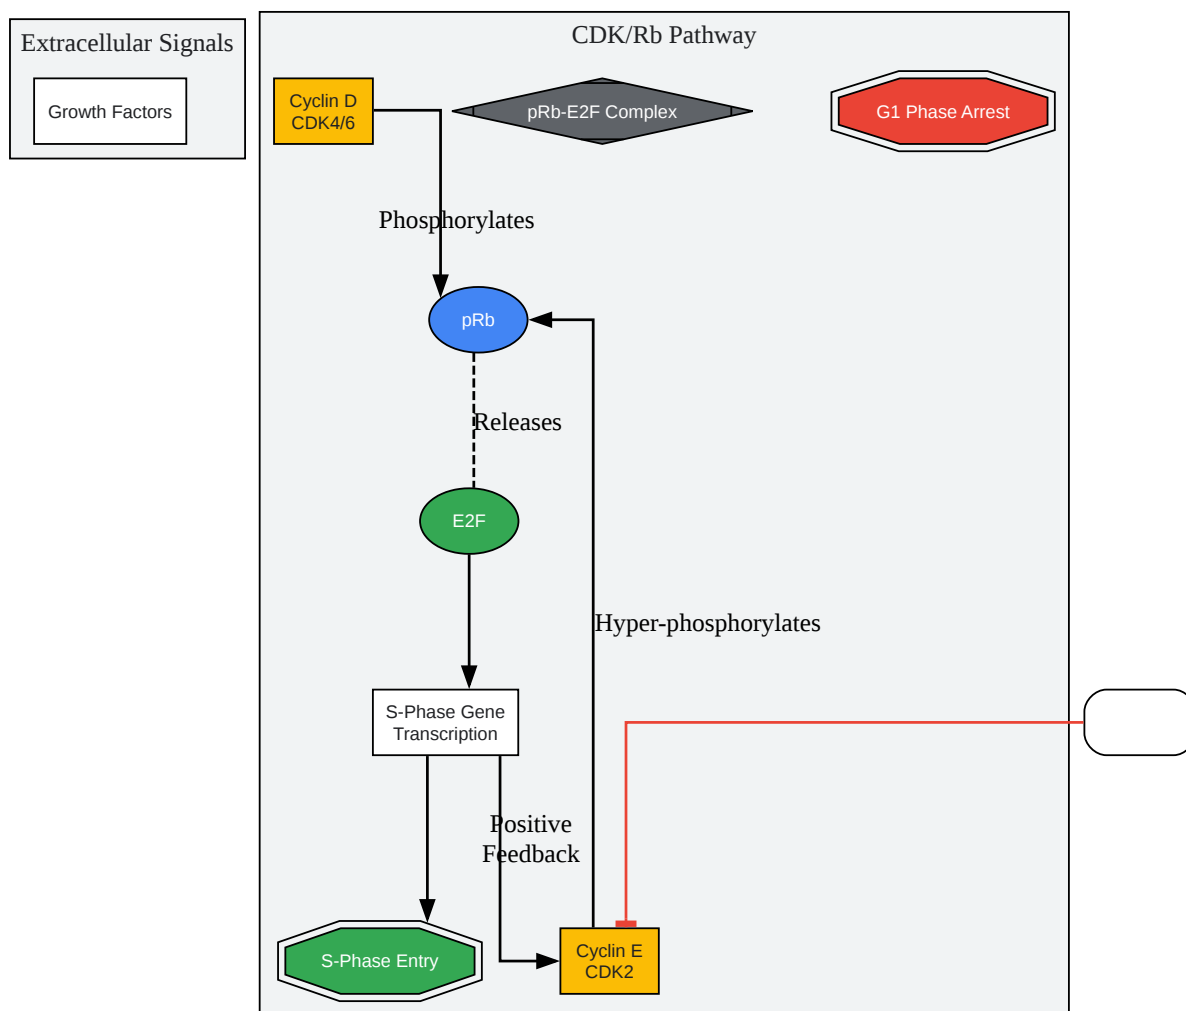 Extracellular Signals
Growth Factors
CDK/Rb Pathway
Cyclin D
CDK4/6
pRb-E2F Complex
G1 Phase Arrest
Phosphorylates
pRb
Releases
E2F
Hyper-phosphorylates
S-Phase Gene
Transcription
Positive
Feedback
S-Phase Entry
Cyclin E
CDK2